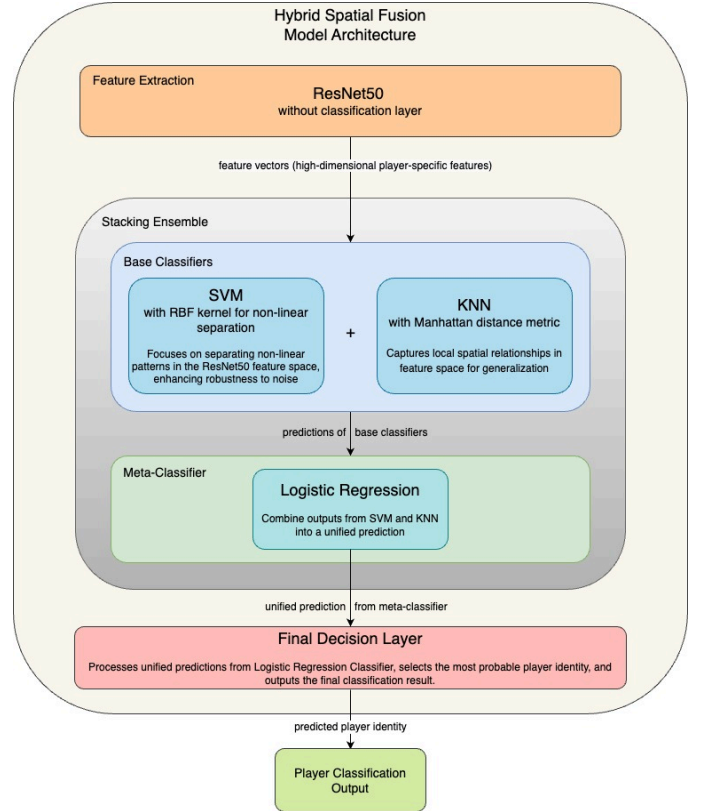 Hybrid Spatial Fusion
Model Architecture
Feature Extraction
ResNet50
without classification layer
feature vectors (high-dimensional player-specific features)
Stacking Ensemble
Base Classifiers
SVM
with RBF kernel for non-linear
separation
Focuses on separating non-linear
patterns in the ResNet50 feature space,
enhancing robustness to noise
+
KNN
with Manhattan distance metric
Captures local spatial relationships in
feature space for generalization
predictions of base classifiers
Meta-Classifier
Logistic Regression
Combine outputs from SVM and KNN
into a unified prediction
unified prediction from meta-classifier
Final Decision Layer
Processes unified predictions from Logistic Regression Classifier, selects the most probable player identity, and
outputs the final classification result.
predicted player identity
Player Classification
Output